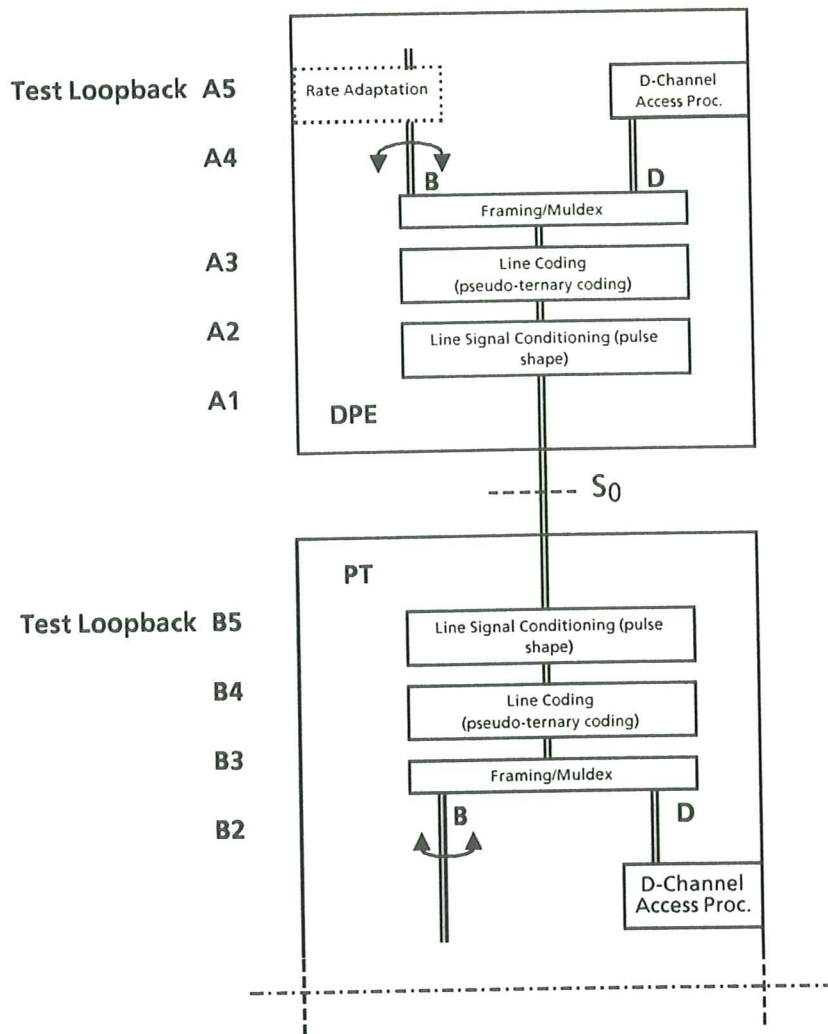 Test Loopback A5
Rate Adaptation
D-Channel
Access Proc.
A4
B
D
Framing/Muldex
A3
Line Coding
(pseudo-ternary coding)
A2
Line Signal Conditioning (pulse
shape)
A1
DPE
S0
PT
Test Loopback B5
Line Signal Conditioning (pulse
shape)
B4
Line Coding
(pseudo-ternary coding)
B3
Framing/Muldex
B2
B
D
D-Channel
Access Proc.